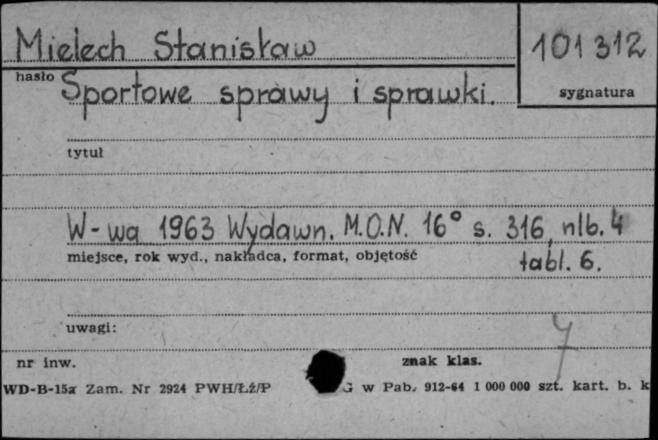 Mielech Stanisław
101312
hasło
sygnatura
Sportowe sprawy i sprawki.
tytuł
W-wa 1963 Wydawn. M.O.N. 16° s. 316, nlb. 4
miejsce, rok wyd., nakładca, format, objętość
tabl. 6.
uwagi:
7
nr inw.
znak klas.
WD-B-15a Zam. Nr 2924 PWH/Łź/P G w Pab. 912-64 1 000 000 szt. kart. b. k